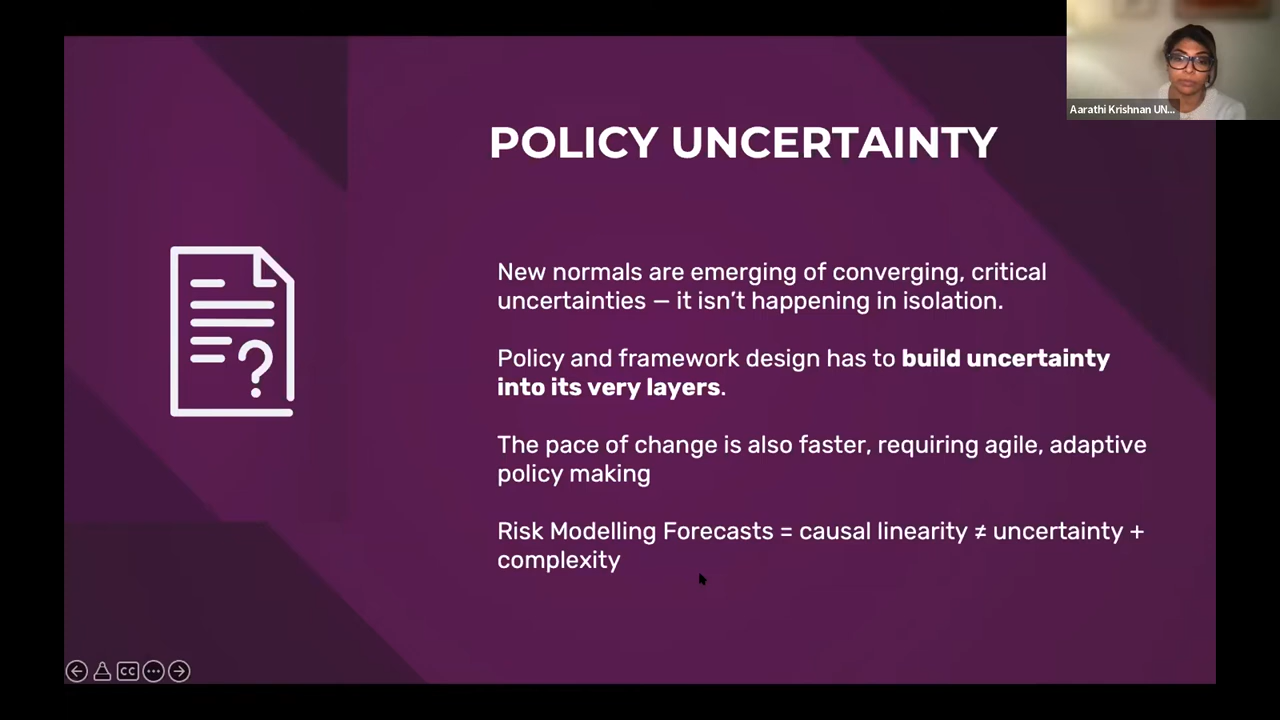 POLICY UNCERTAINTY
New normals are emerging of converging, critical
uncertainties — it isn’t happening in isolation.
Policy and framework design has to build uncertainty
into its very layers.
The pace of change is also faster, requiring agile, adaptive
policy making
Risk Modelling Forecasts = causal linearity ≠ uncertainty +
complexity
?
Aarathi Krishnan UN...
CC